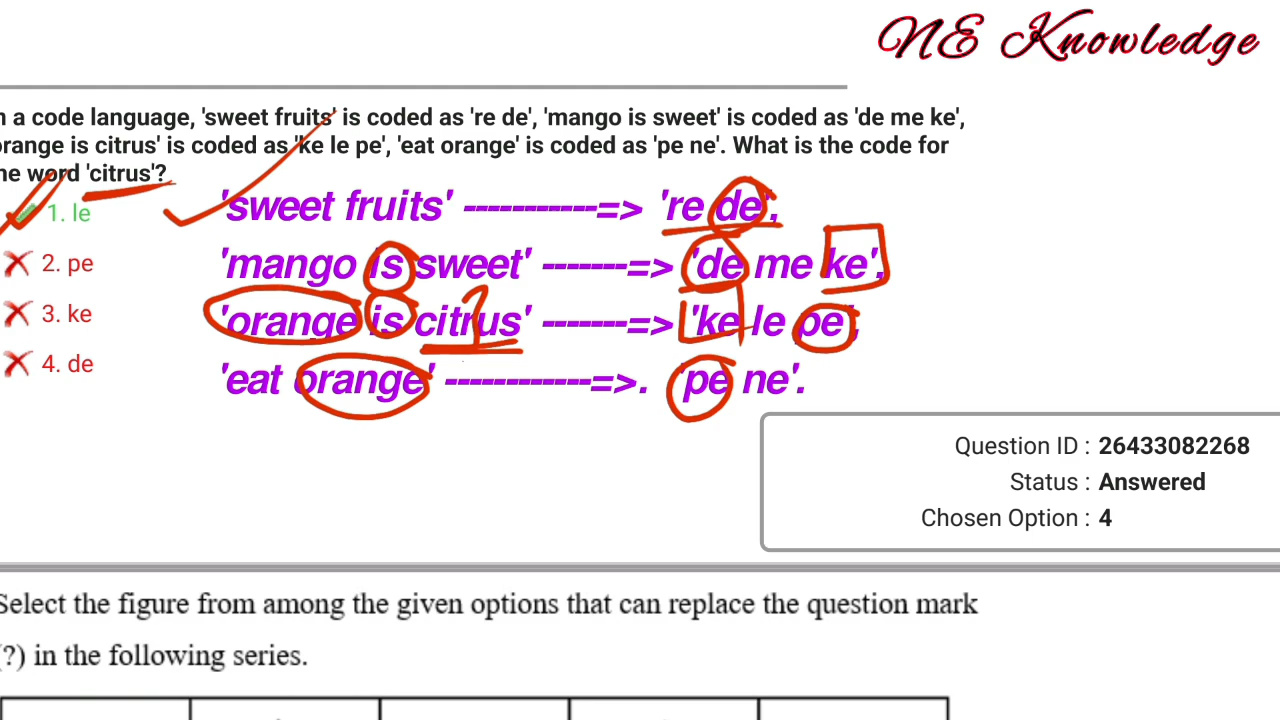 NE Knowledge
n a code language, 'sweet fruits' is coded as 're de', 'mango is sweet' is coded as 'de me ke',
orange is citrus' is coded as 'ke le pe', 'eat orange' is coded as 'pe ne'. What is the code for
he word 'citrus'?
1. le
2. pe
3. ke
4. de
'sweet fruits' -----------=> 're de',
'mango is sweet' -------=> 'de me ke',
'orange is citrus' -------=> 'ke le pe',
'eat orange' ------------=>. 'pe ne'.
?
Question ID : 26433082268
Status : Answered
Chosen Option : 4
Select the figure from among the given options that can replace the question mark
(?) in the following series.